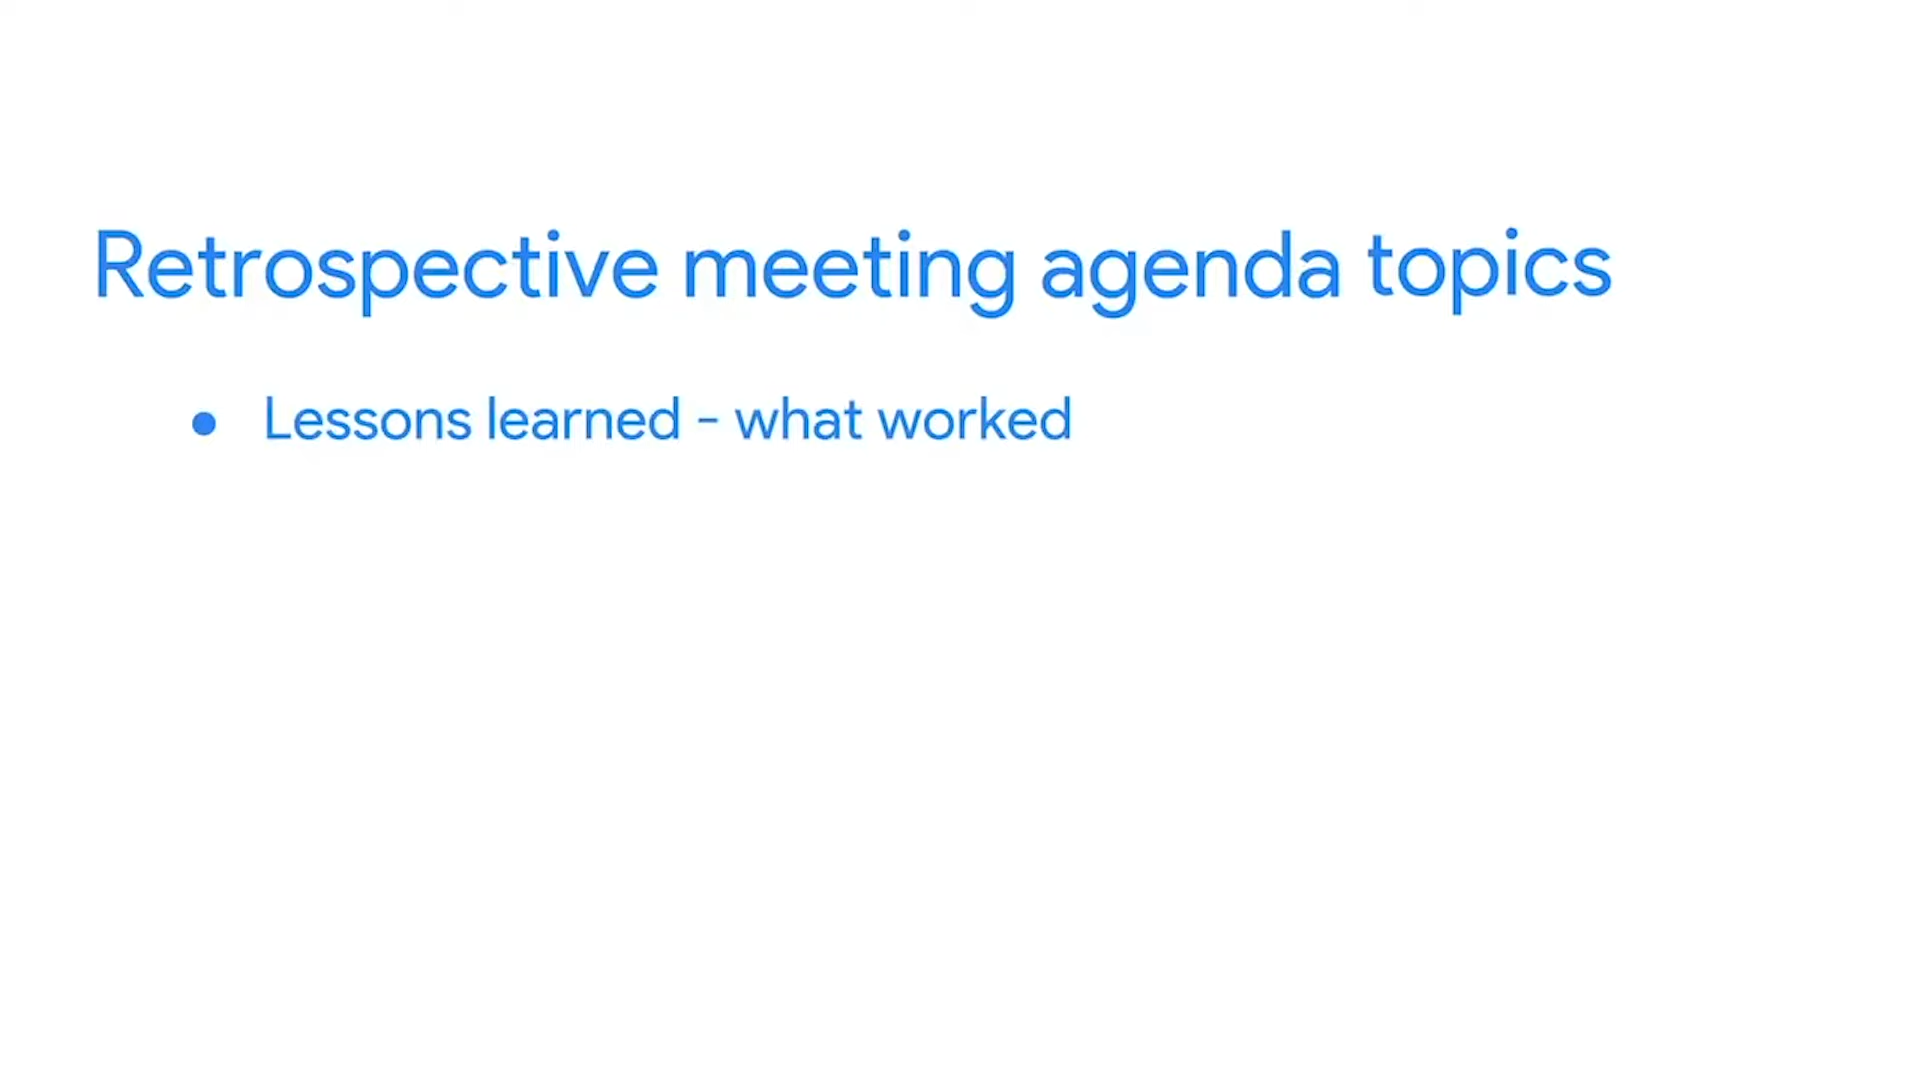 Retrospective meeting agenda topics
● Lessons learned - what worked